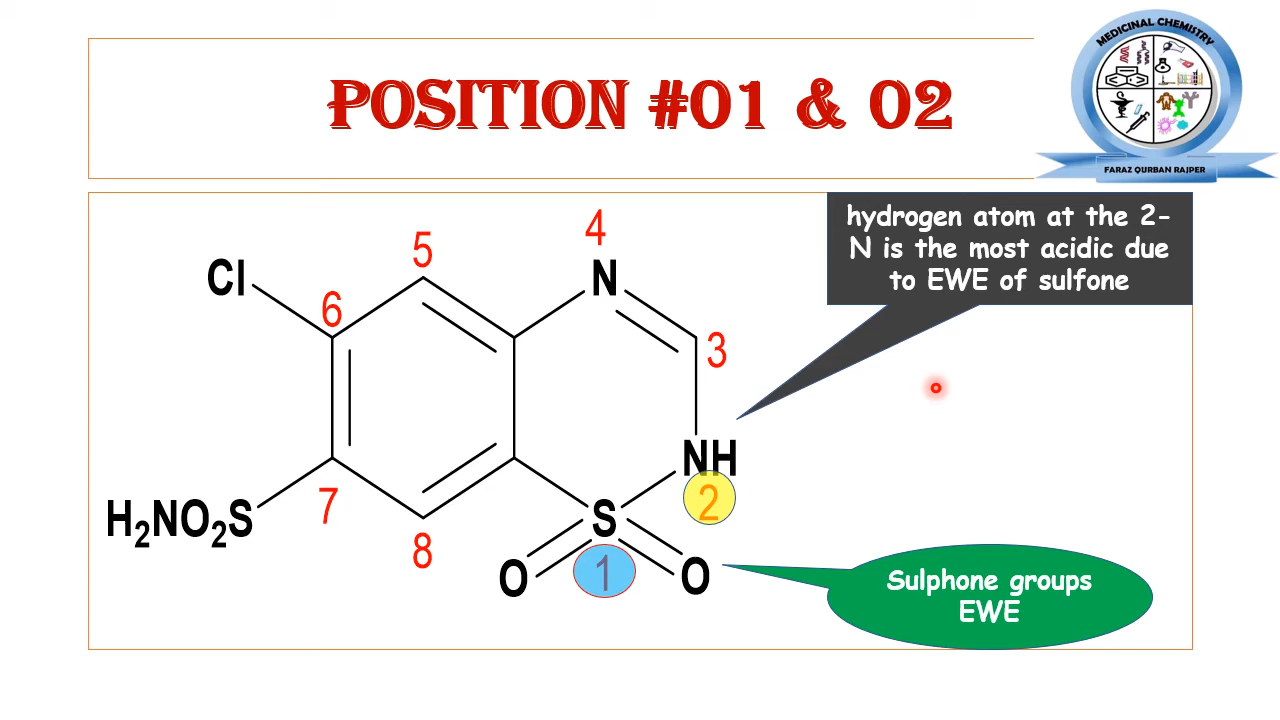 POSITION #01 & 02
MEDICINAL CHEMISTRY
FARAZ QURBAN RAJPER
hydrogen atom at the 2-
N is the most acidic due
to EWE of sulfone
4
5
Cl
N
6
3
NH
2
7
H₂NO₂S
S
8
1
O
O
Sulphone groups
EWE